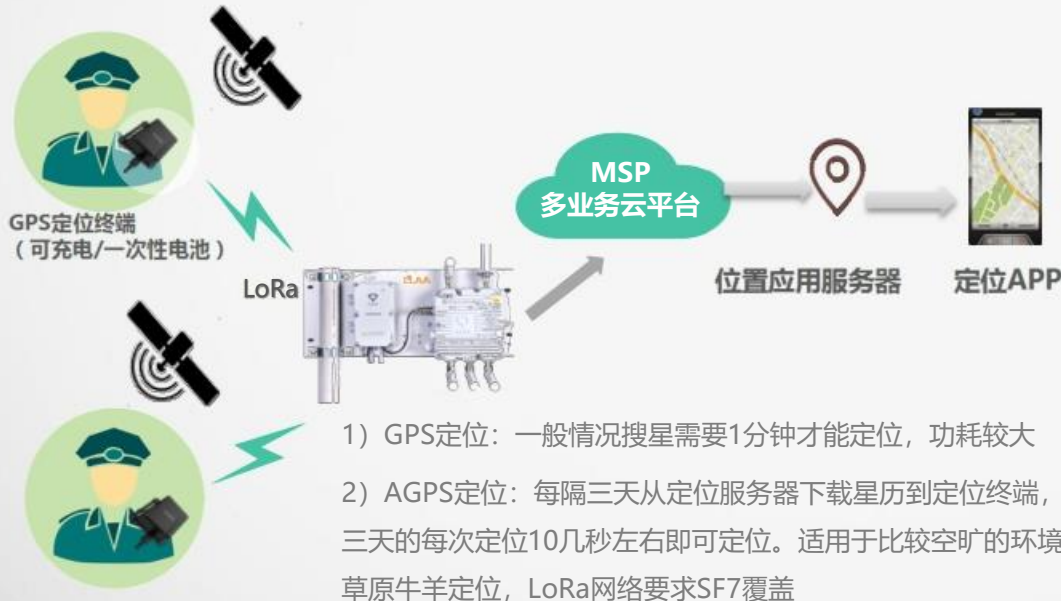 MSP
多业务云平台
GPS定位终端
（可充电/一次性电池）
LoRa
位置应用服务器
定位APP
1）GPS定位：一般情况搜星需要1分钟才能定位，功耗较大
2）AGPS定位：每隔三天从定位服务器下载星历到定位终端，
三天的每次定位10几秒左右即可定位。适用于比较空旷的环境
草原牛羊定位，LoRa网络要求SF7覆盖